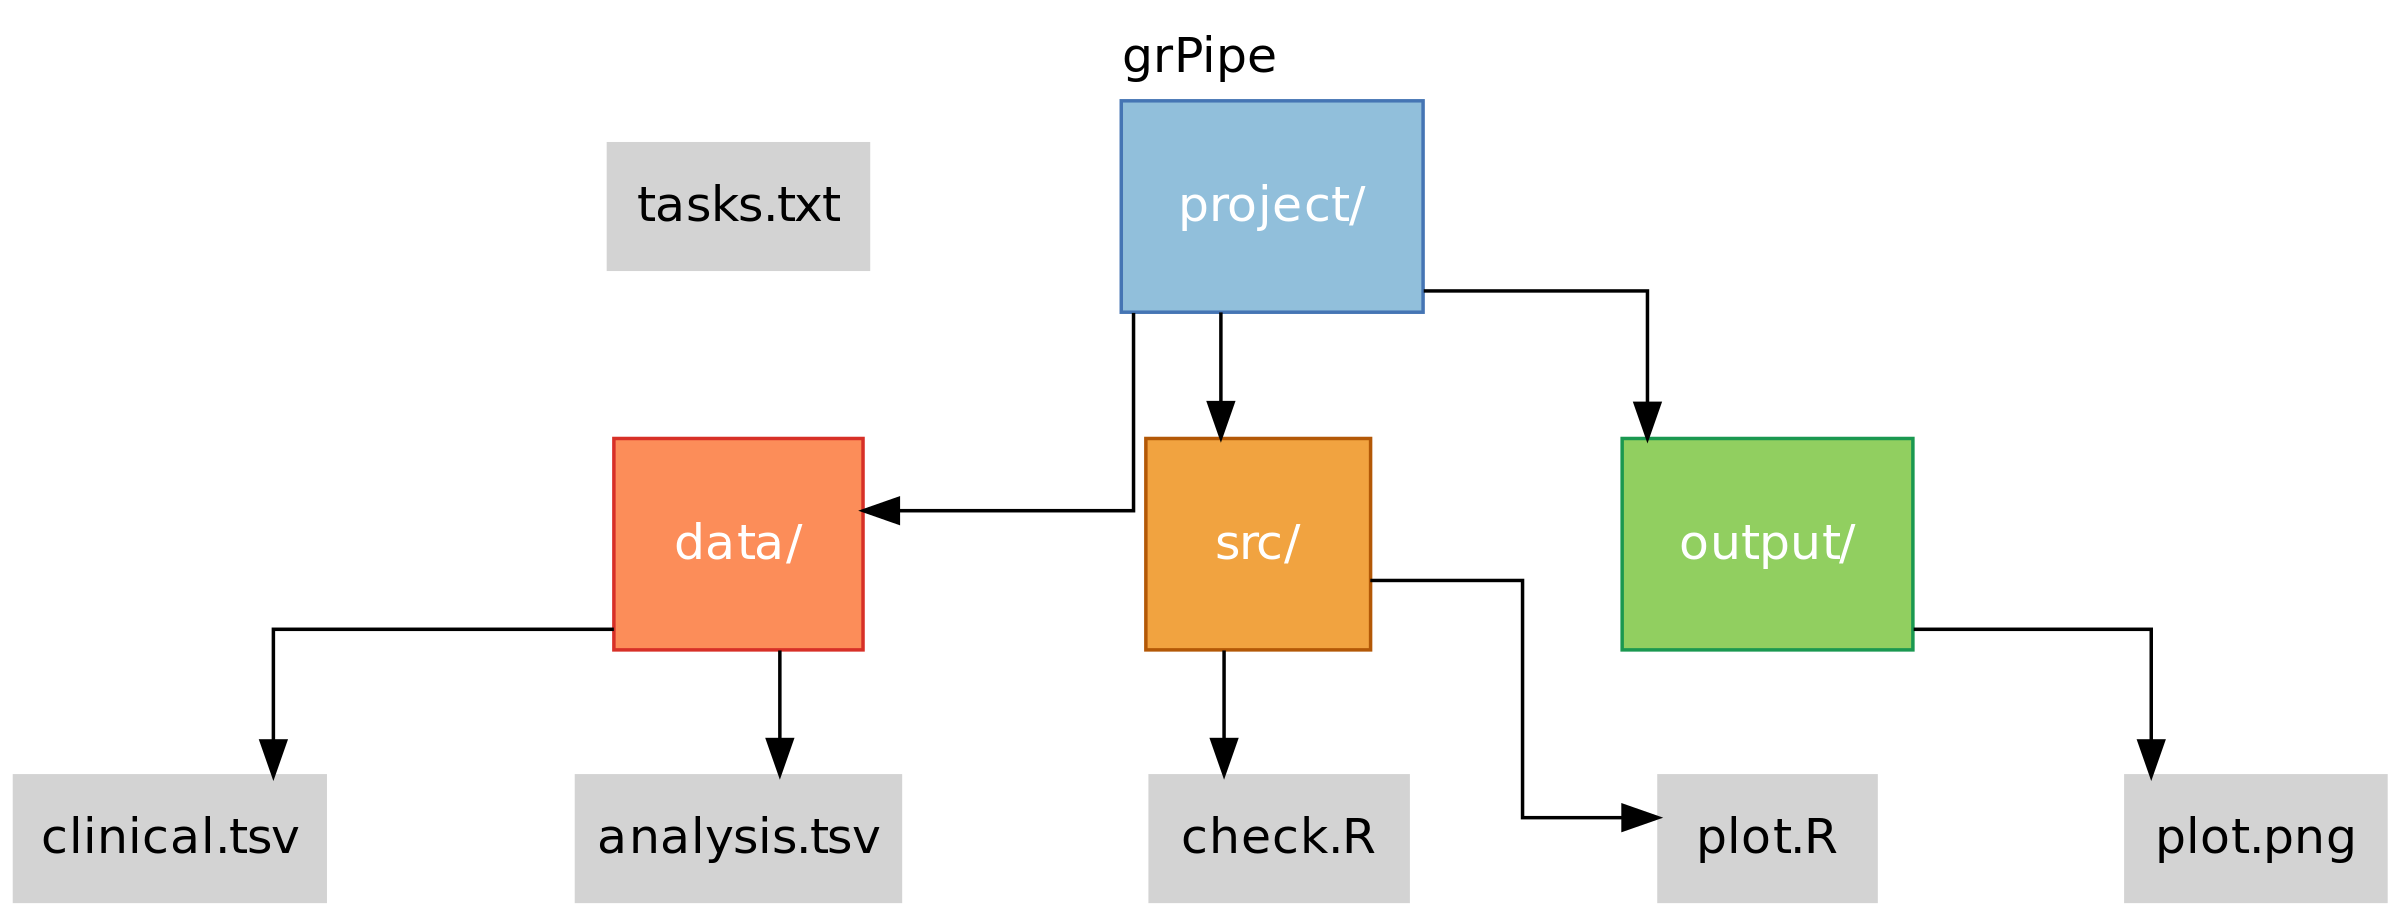 grPipe
tasks.txt
project/
data/
src/
output/
clinical.tsv
analysis.tsv
check.R
plot.R
plot.png